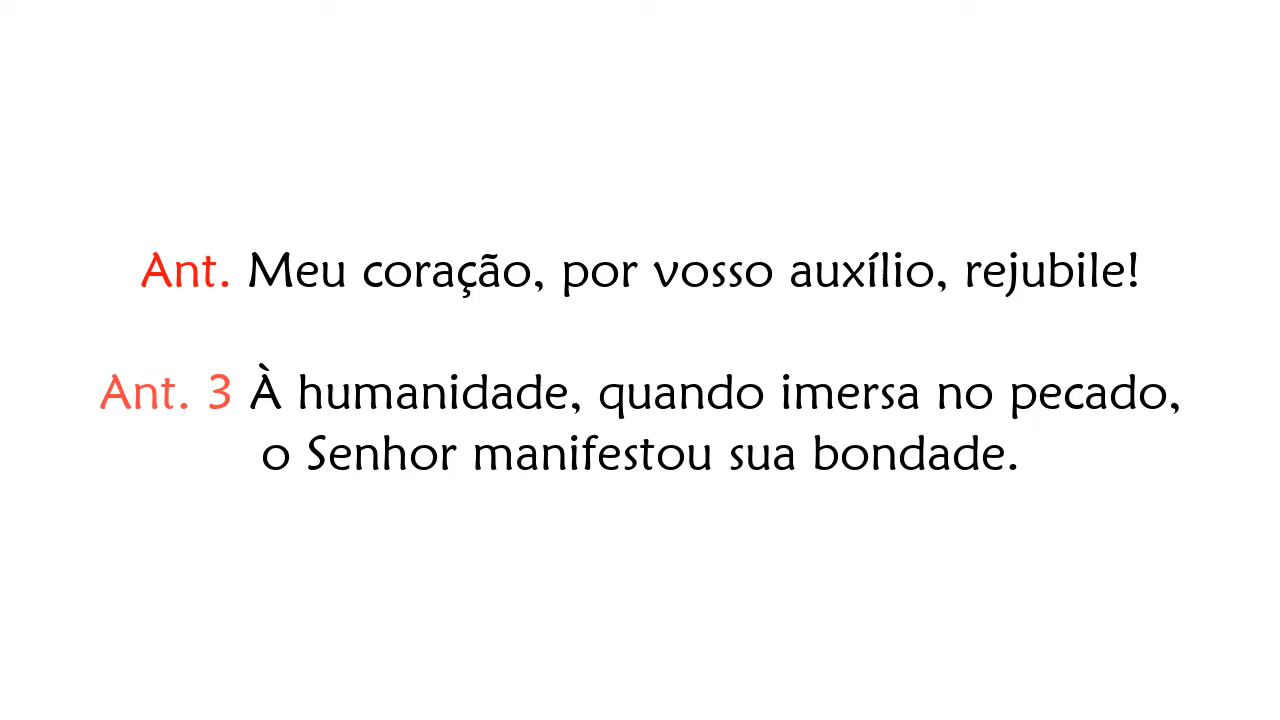 Ant. Meu coração, por vosso auxílio, rejubile!
Ant. 3 À humanidade, quando imersa no pecado,
o Senhor manifestou sua bondade.